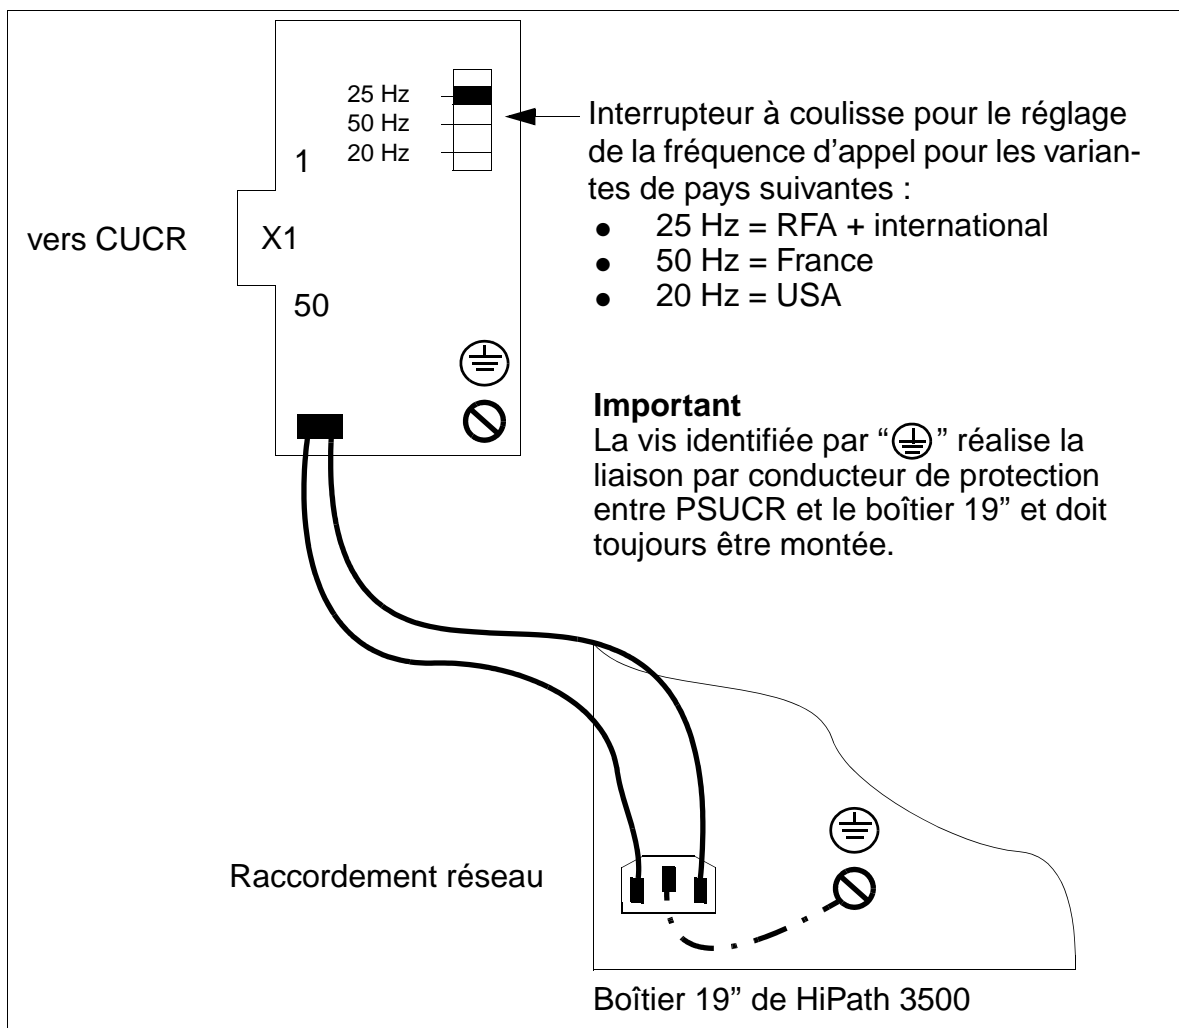 25 Hz
50 Hz
20 Hz
1
vers CUCR
X1
50
Interrupteur à coulisse pour le réglage
de la fréquence d’appel pour les varian-
tes de pays suivantes :
● 25 Hz = RFA + international
● 50 Hz = France
● 20 Hz = USA
Important
La vis identifiée par “⏚” réalise la
liaison par conducteur de protection
entre PSUCR et le boîtier 19” et doit
toujours être montée.
Raccordement réseau
Boîtier 19” de HiPath 3500